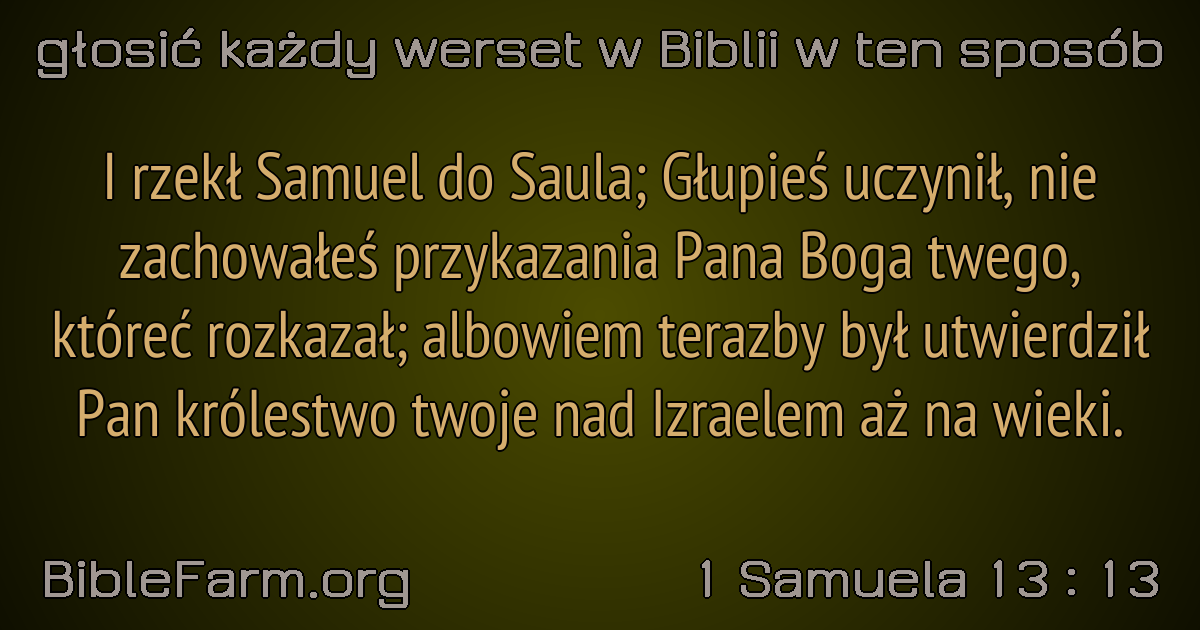 głosić każdy werset w Biblii w ten sposób
I rzekł Samuel do Saula; Głupieś uczynił, nie
zachowałeś przykazania Pana Boga twego,
któreć rozkazał; albowiem terazby był utwierdził
Pan królestwo twoje nad Izraelem aż na wieki.
BibleFarm.org
1 Samuela 13 : 13